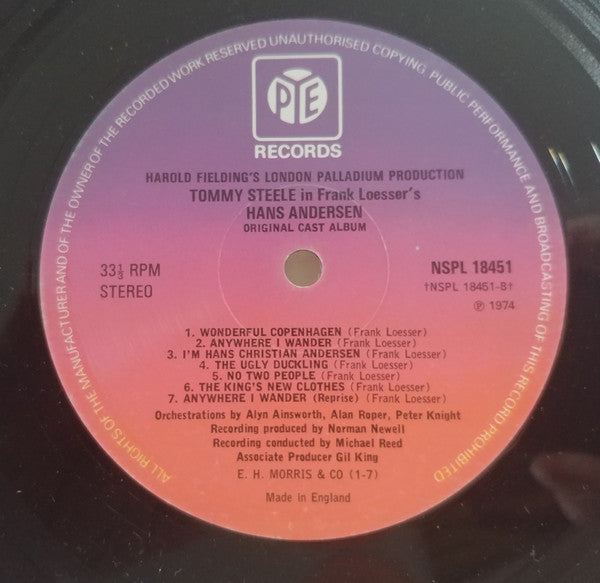 ALL RIGHTS OF THE MANUFACTURER AND OF THE OWNER OF THE RECORDED WORK RESERVED UNAUTHORISED COPYING, PUBLIC PERFORMANCE AND BROADCASTING OF THIS RECORD PROHIBITED
PYE
RECORDS
HAROLD FIELDING'S LONDON PALLADIUM PRODUCTION
TOMMY STEELE in Frank Loesser's
HANS ANDERSEN
ORIGINAL CAST ALBUM
33⅓ RPM
STEREO
NSPL 18451
†NSPL 18451-B†
℗ 1974
1. WONDERFUL COPENHAGEN (Frank Loesser)
2. ANYWHERE I WANDER (Frank Loesser)
3. I'M HANS CHRISTIAN ANDERSEN (Frank Loesser)
4. THE UGLY DUCKLING (Frank Loesser)
5. NO TWO PEOPLE (Frank Loesser)
6. THE KING'S NEW CLOTHES (Frank Loesser)
7. ANYWHERE I WANDER (Reprise) (Frank Loesser)
Orchestrations by Alyn Ainsworth, Alan Roper, Peter Knight
Recording produced by Norman Newell
Recording conducted by Michael Reed
Associate Producer Gil King
E. H. MORRIS & CO (1-7)
Made in England